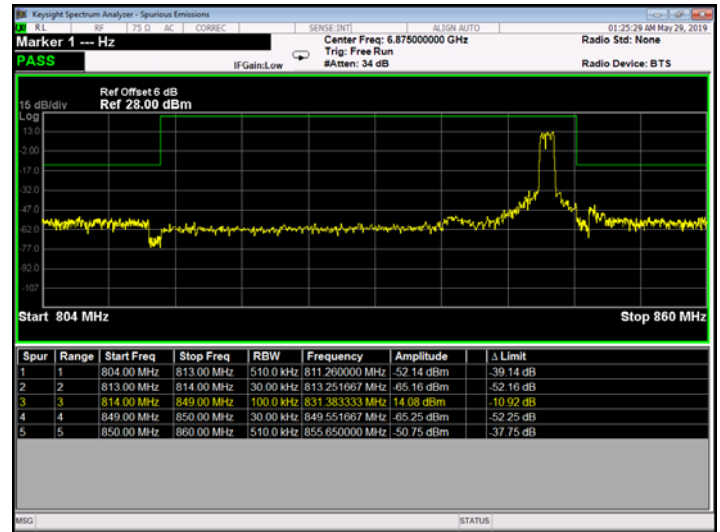 Keysight Spectrum Analyzer - Spurious Emissions
RL RF 75 Ω AC CORREC SENSE:INT ALIGN AUTO 01:25:29 AM May 29, 2019
Marker 1 --- Hz Center Freq: 6.875000000 GHz Radio Std: None
Trig: Free Run
PASS IFGain:Low #Atten: 34 dB Radio Device: BTS
Ref Offset 6 dB
15 dB/div Ref 28.00 dBm
Log
13.0
-2.00
-17.0
-32.0
-47.0
-62.0
-77.0
-92.0
-107
Start 804 MHz Stop 860 MHz
Spur Range Start Freq Stop Freq RBW Frequency Amplitude Δ Limit
1 1 804.00 MHz 813.00 MHz 510.0 kHz 811.260000 MHz -52.14 dBm -39.14 dB
2 2 813.00 MHz 814.00 MHz 30.00 kHz 813.251667 MHz -65.16 dBm -52.16 dB
3 3 814.00 MHz 849.00 MHz 100.0 kHz 831.383333 MHz 14.08 dBm -10.92 dB
4 4 849.00 MHz 850.00 MHz 30.00 kHz 849.551667 MHz -65.25 dBm -52.25 dB
5 5 850.00 MHz 860.00 MHz 510.0 kHz 855.650000 MHz -50.75 dBm -37.75 dB
MSG STATUS